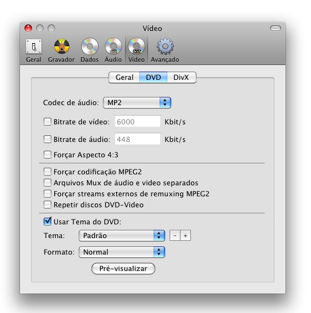 Vídeo
Geral Gravador Dados Áudio Vídeo Avançado
Geral DVD DivX
Codec de áudio: MP2
Bitrate de vídeo: 6000 Kbit/s
Bitrate de áudio: 448 Kbit/s
Forçar Aspecto 4:3
Forçar codificação MPEG2
Arquivos Mux de áudio e vídeo separados
Forçar streams externos de remuxing MPEG2
Repetir discos DVD-Video
Usar Tema do DVD:
Tema: Padrão - +
Formato: Normal
Pré-visualizar